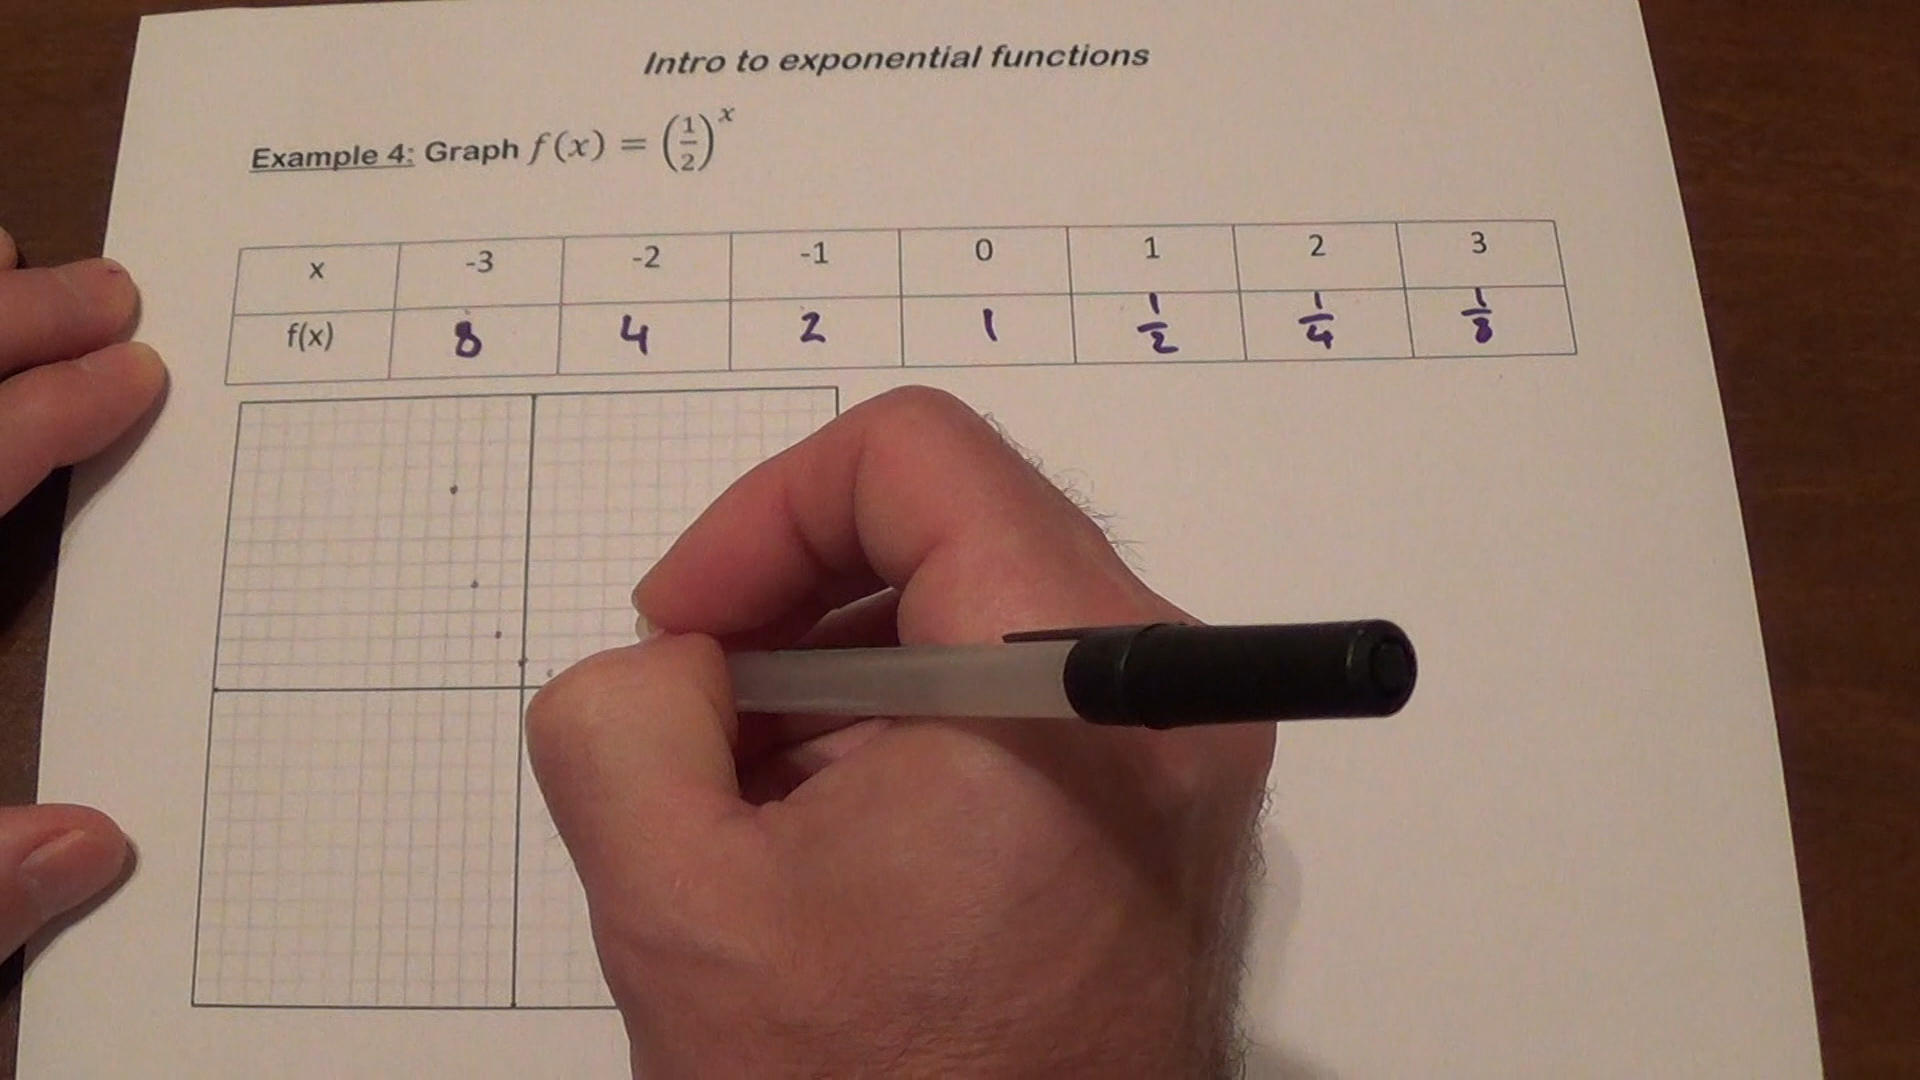 Intro to exponential functions
Example 4: Graph f(x) = (1/2)^x
x -3 -2 -1 0 1 2 3
f(x) 8 4 2 1 1/2 1/4 1/8